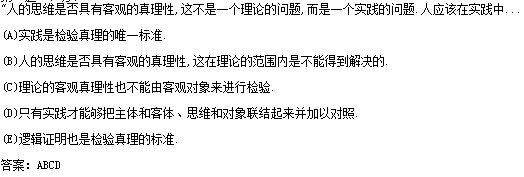 “人的思维是否具有客观的真理性,这不是一个理论的问题,而是一个实践的问题.人应该在实践中...
(A)实践是检验真理的唯一标准.
(B)人的思维是否具有客观的真理性,这在理论的范围内是不能得到解决的.
(C)理论的客观真理性也不能由客观对象来进行检验.
(D)只有实践才能够把主体和客体、思维和对象联结起来并加以对照.
(E)逻辑证明也是检验真理的标准.
答案: ABCD